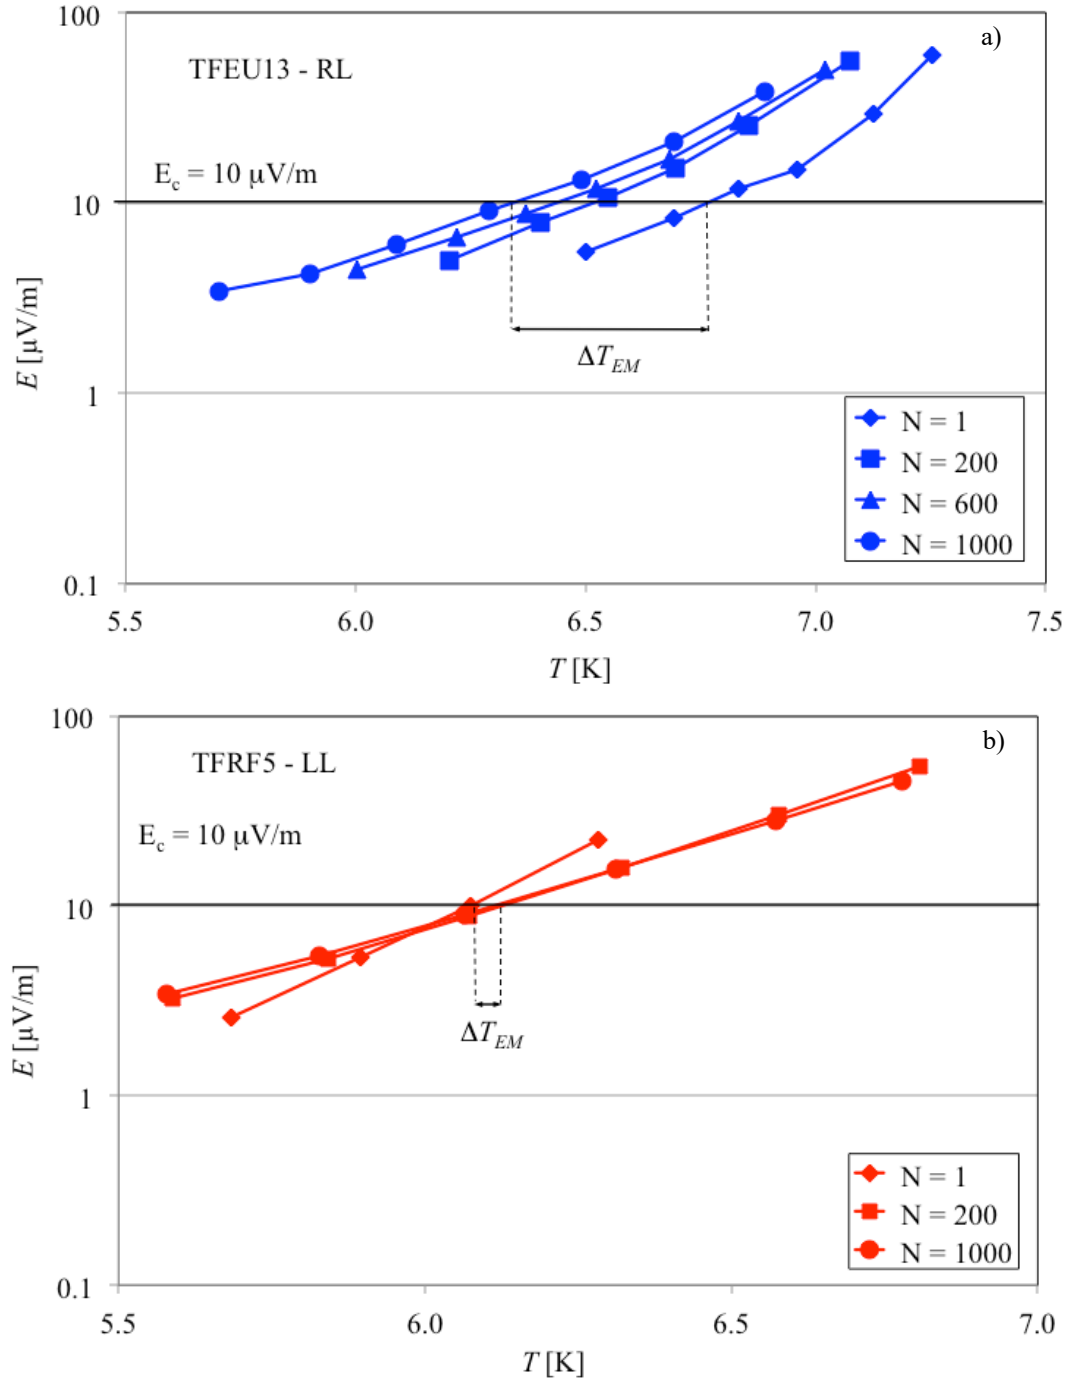 100
a)
TFEU13 - RL
E_c = 10 μV/m
10
E [μV/m]
ΔT_EM
1
N = 1
N = 200
N = 600
N = 1000
0.1
5.5 6.0 6.5 7.0 7.5
T [K]
100
b)
TFRF5 - LL
E_c = 10 μV/m
10
E [μV/m]
ΔT_EM
1
N = 1
N = 200
N = 1000
0.1
5.5 6.0 6.5 7.0
T [K]